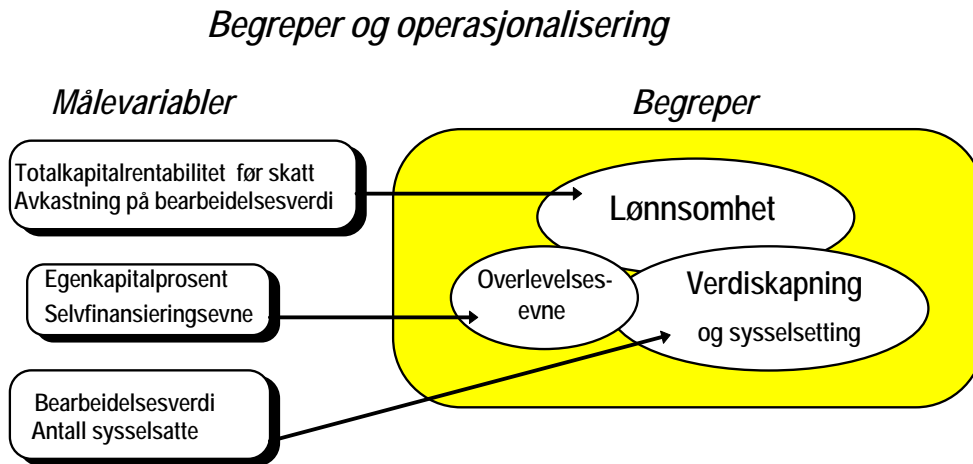 Begreper og operasjonalisering
Målevariabler
Begreper
Totalkapitalrentabilitet før skatt
Avkastning på bearbeidelsesverdi
Lønnsomhet
Egenkapitalprosent
Selvfinansieringsevne
Overlevelses-
evne
Verdiskapning
og sysselsetting
Bearbeidelsesverdi
Antall sysselsatte